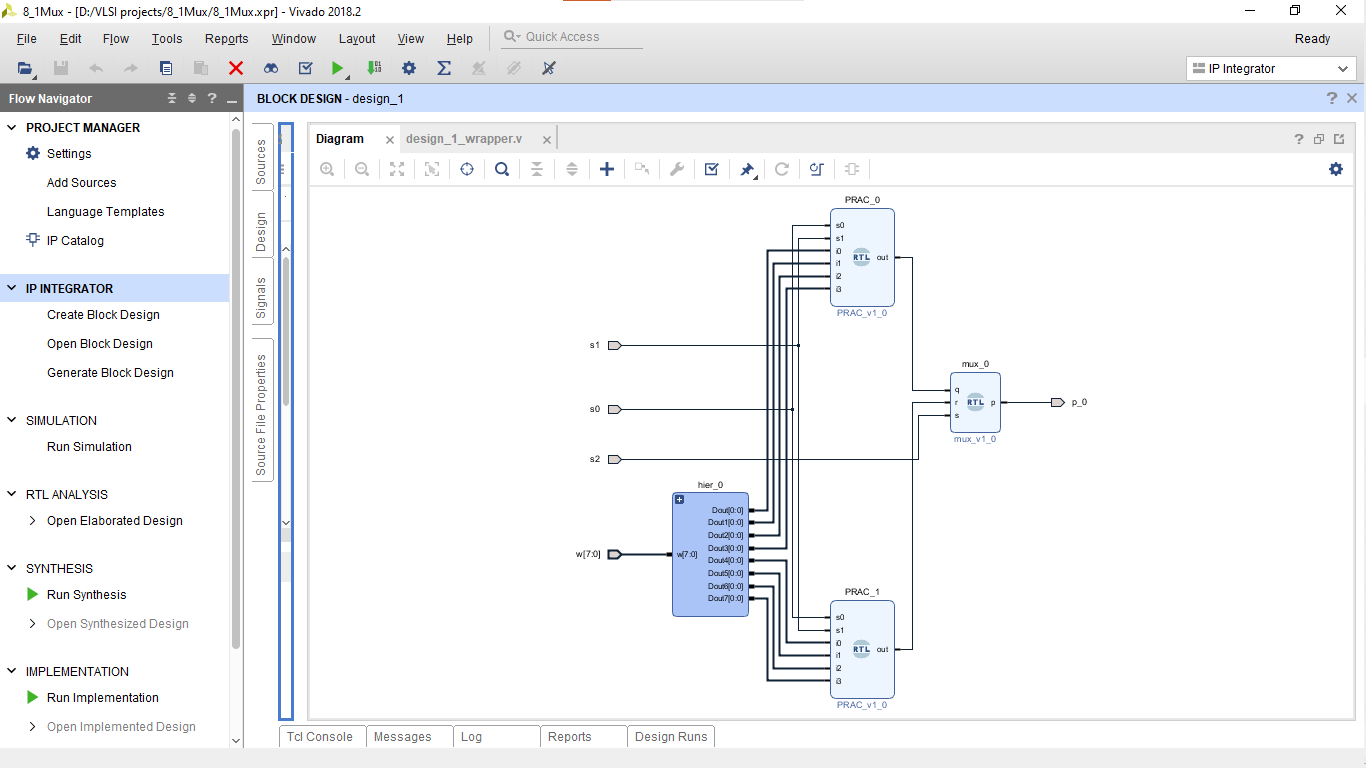 8_1Mux - [D:/VLSI projects/8_1Mux/8_1Mux.xpr] - Vivado 2018.2
File Edit Flow Tools Reports Window Layout View Help Quick Access Ready
IP Integrator
Flow Navigator
BLOCK DESIGN - design_1
PROJECT MANAGER
Settings
Add Sources
Language Templates
IP Catalog
IP INTEGRATOR
Create Block Design
Open Block Design
Generate Block Design
SIMULATION
Run Simulation
RTL ANALYSIS
Open Elaborated Design
SYNTHESIS
Run Synthesis
Open Synthesized Design
IMPLEMENTATION
Run Implementation
Open Implemented Design
Sources
Design
Signals
Source File Properties
Diagram design_1_wrapper.v
PRAC_0
s0
s1
i0
i1
i2
i3
RTL
out
PRAC_v1_0
s1
s0
s2
mux_0
q
r
s
RTL
p
mux_v1_0
p_0
hier_0
w[7:0]
w[7:0]
Dout[0:0]
Dout1[0:0]
Dout2[0:0]
Dout3[0:0]
Dout4[0:0]
Dout5[0:0]
Dout6[0:0]
Dout7[0:0]
PRAC_1
s0
s1
i0
i1
i2
i3
RTL
out
PRAC_v1_0
Tcl Console Messages Log Reports Design Runs